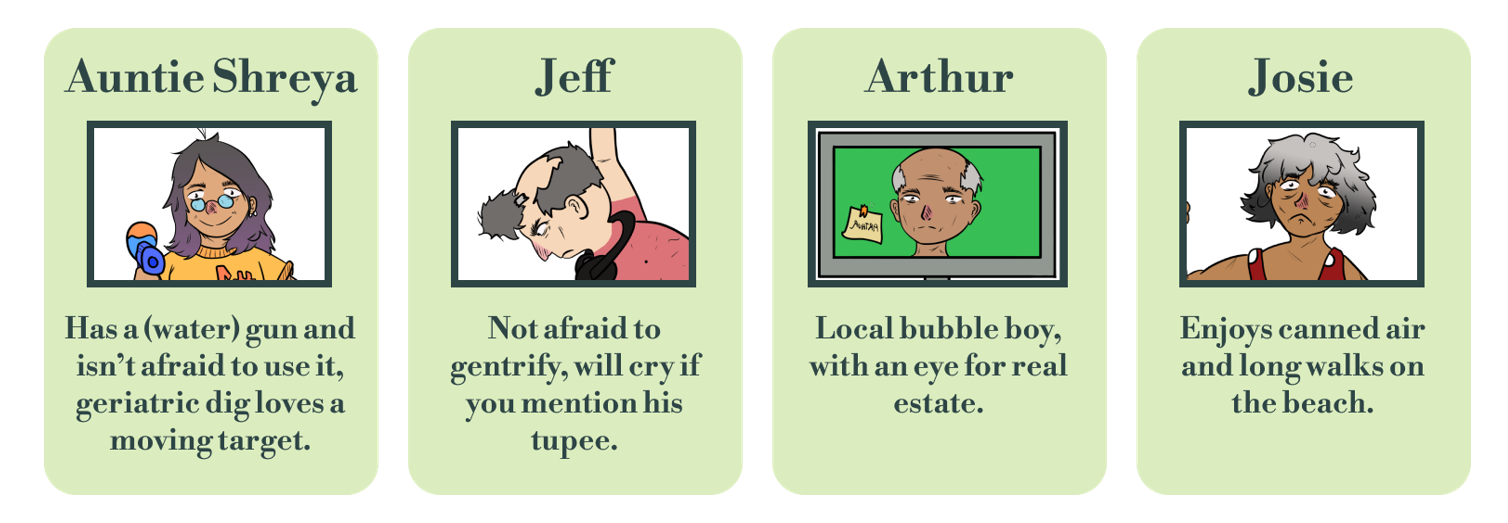 Auntie Shreya
Has a (water) gun and
isn't afraid to use it,
geriatric dig loves a
moving target.
Jeff
Not afraid to
gentrify, will cry if
you mention his
tupee.
Arthur
Local bubble boy,
with an eye for real
estate.
Josie
Enjoys canned air
and long walks on
the beach.